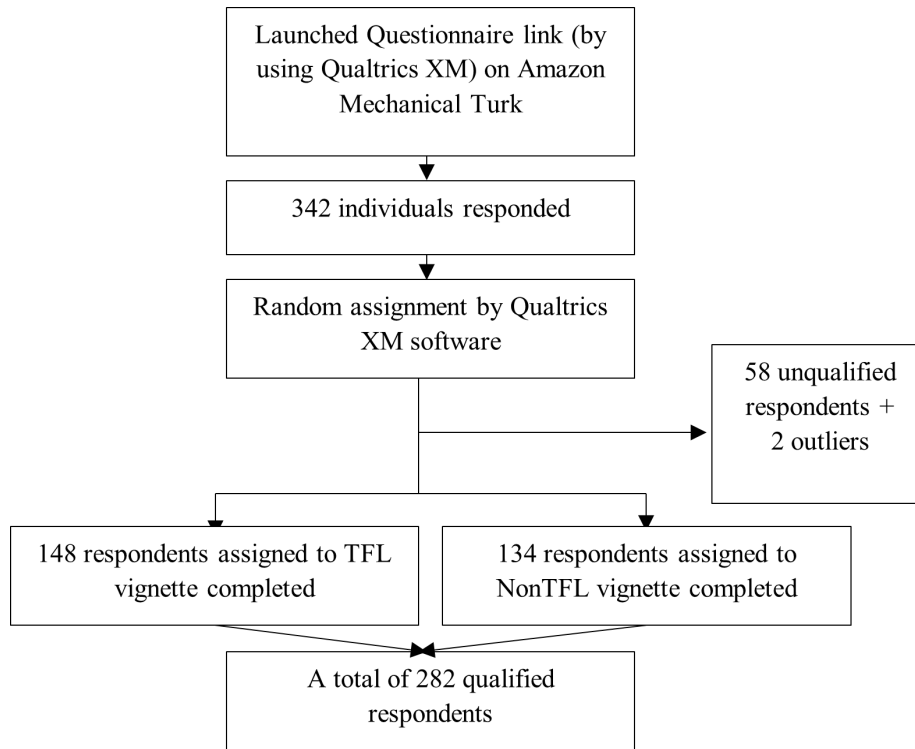 Launched Questionnaire link (by
using Qualtrics XM) on Amazon
Mechanical Turk
342 individuals responded
Random assignment by Qualtrics
XM software
58 unqualified
respondents +
2 outliers
148 respondents assigned to TFL
vignette completed
134 respondents assigned to
NonTFL vignette completed
A total of 282 qualified
respondents